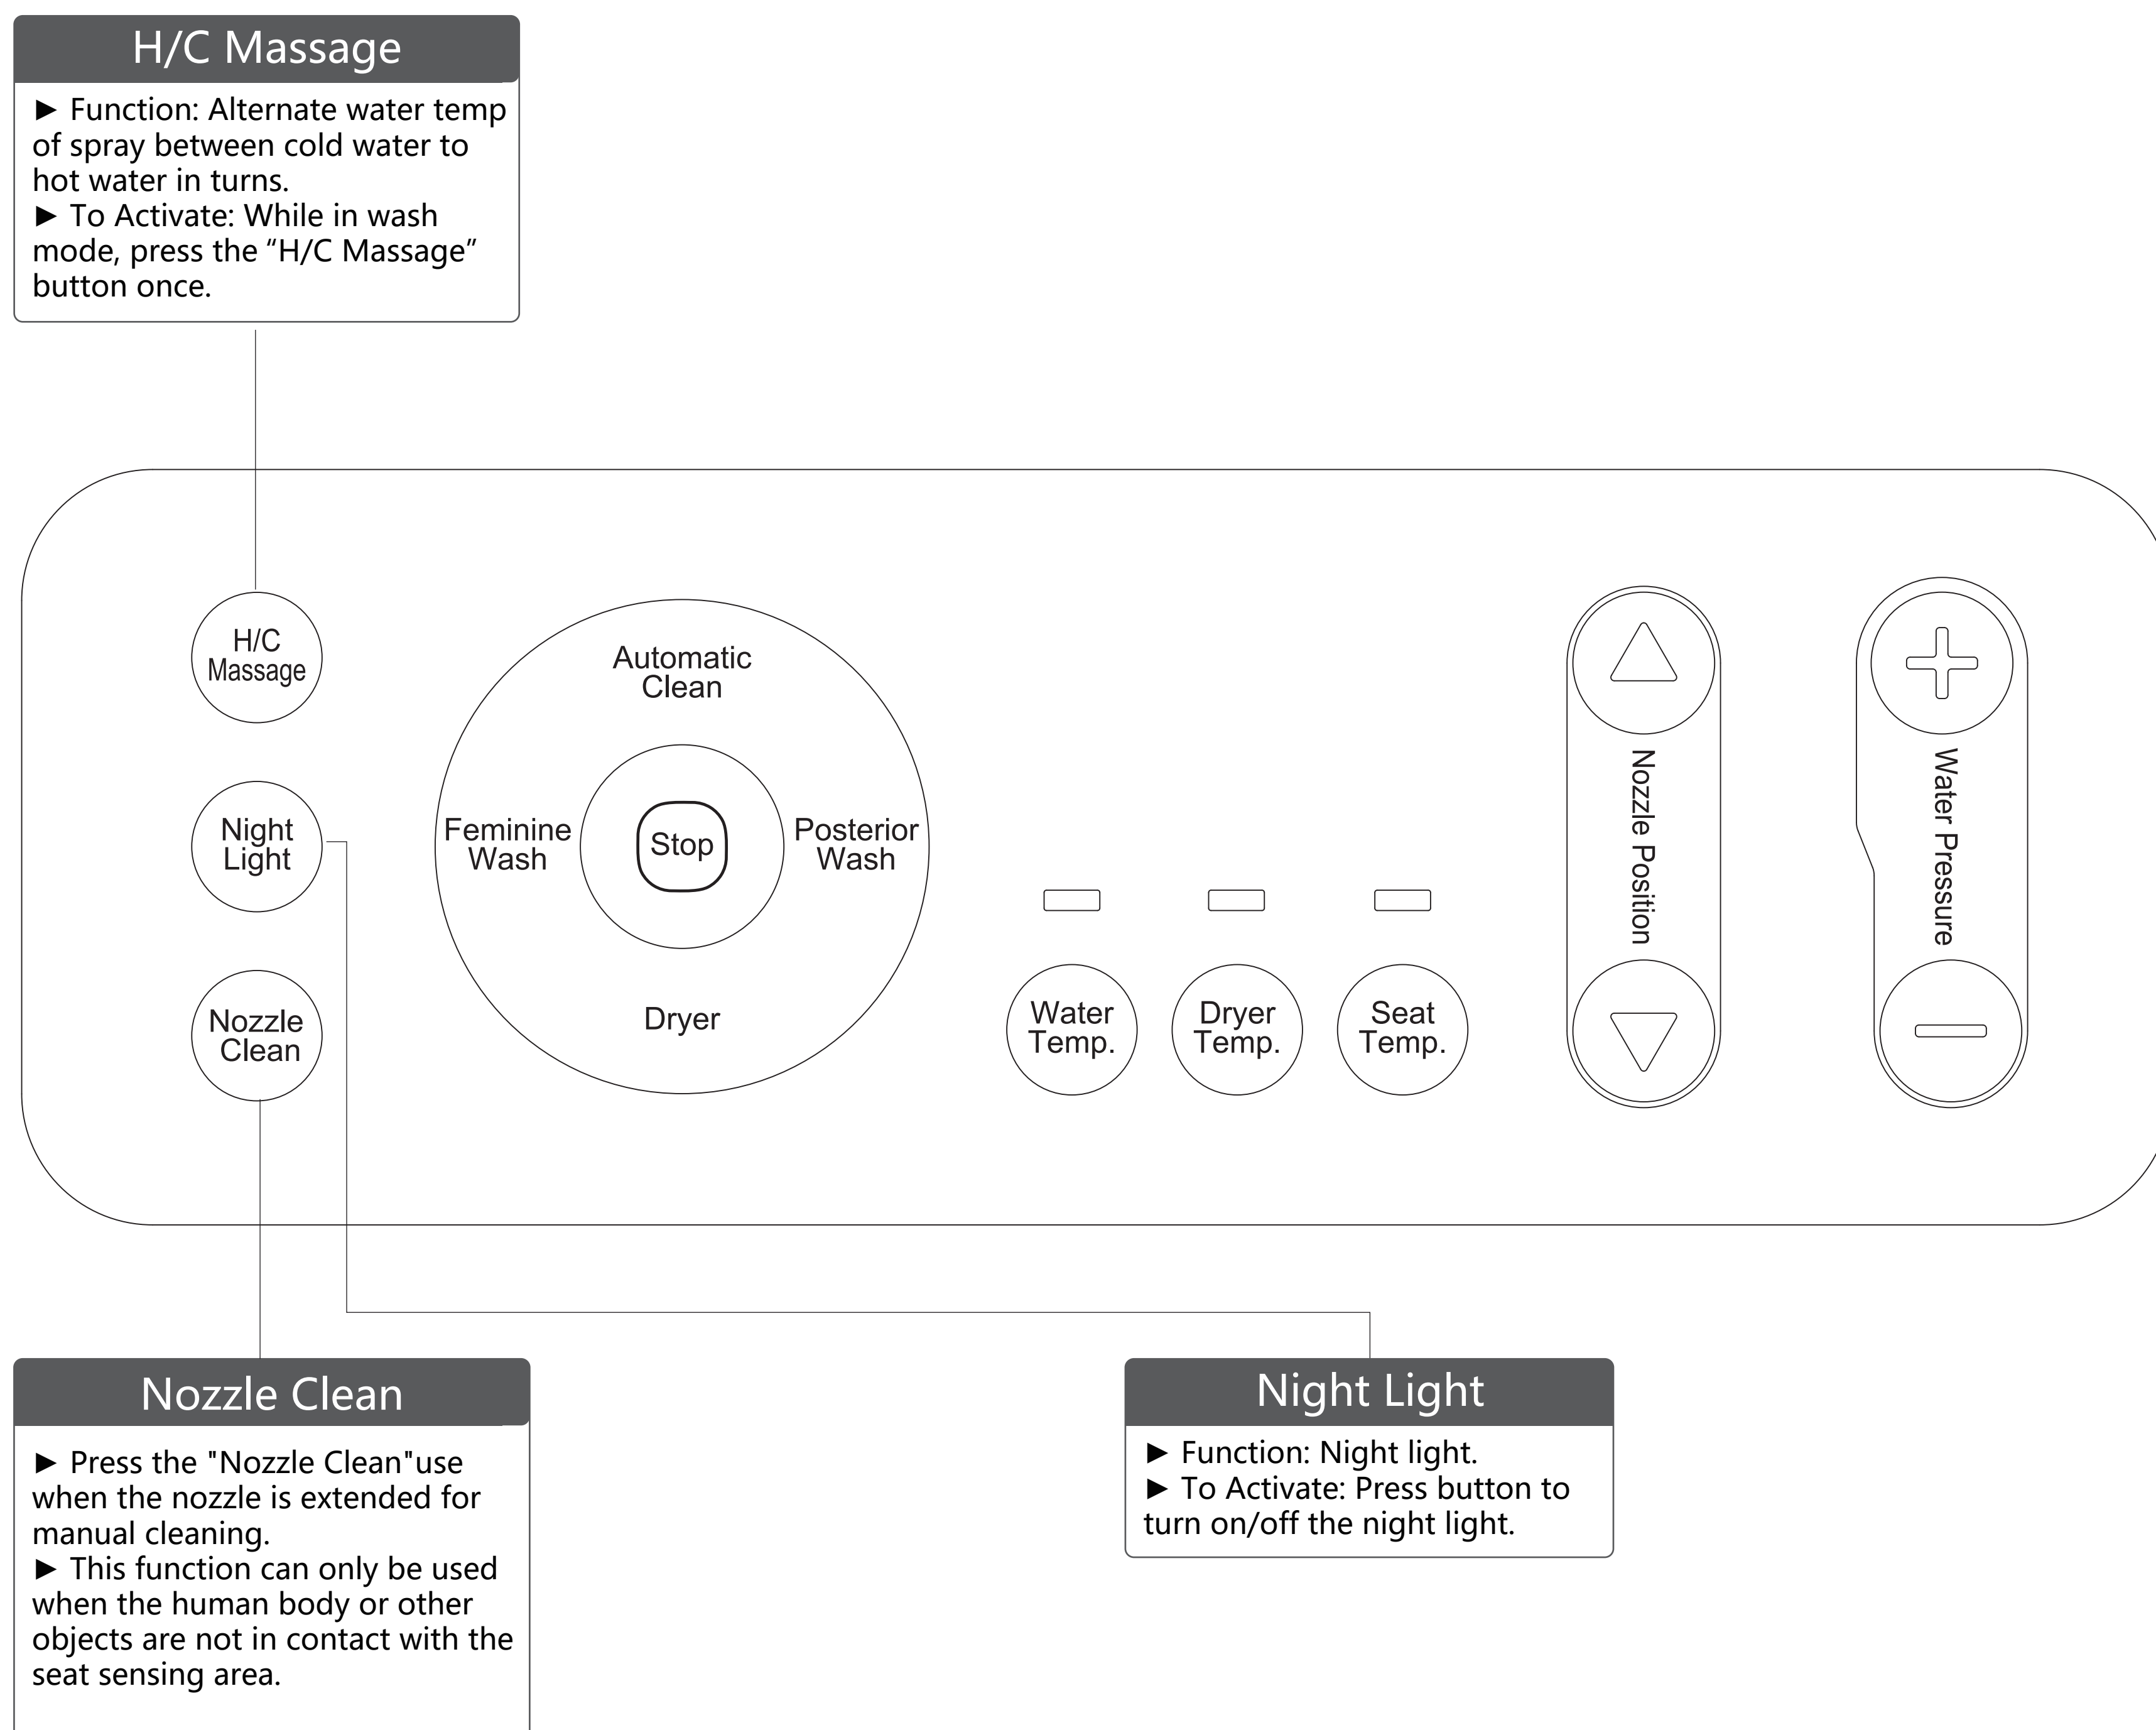 H/C Massage
► Function: Alternate water temp
of spray between cold water to
hot water in turns.
► To Activate: While in wash
mode, press the “H/C Massage”
button once.
H/C
Massage
Night
Light
Nozzle
Clean
Automatic
Clean
Feminine
Wash
Stop
Posterior
Wash
Dryer
Water
Temp.
Dryer
Temp.
Seat
Temp.
Nozzle Position
Water Pressure
Nozzle Clean
► Press the "Nozzle Clean"use
when the nozzle is extended for
manual cleaning.
► This function can only be used
when the human body or other
objects are not in contact with the
seat sensing area.
Night Light
► Function: Night light.
► To Activate: Press button to
turn on/off the night light.